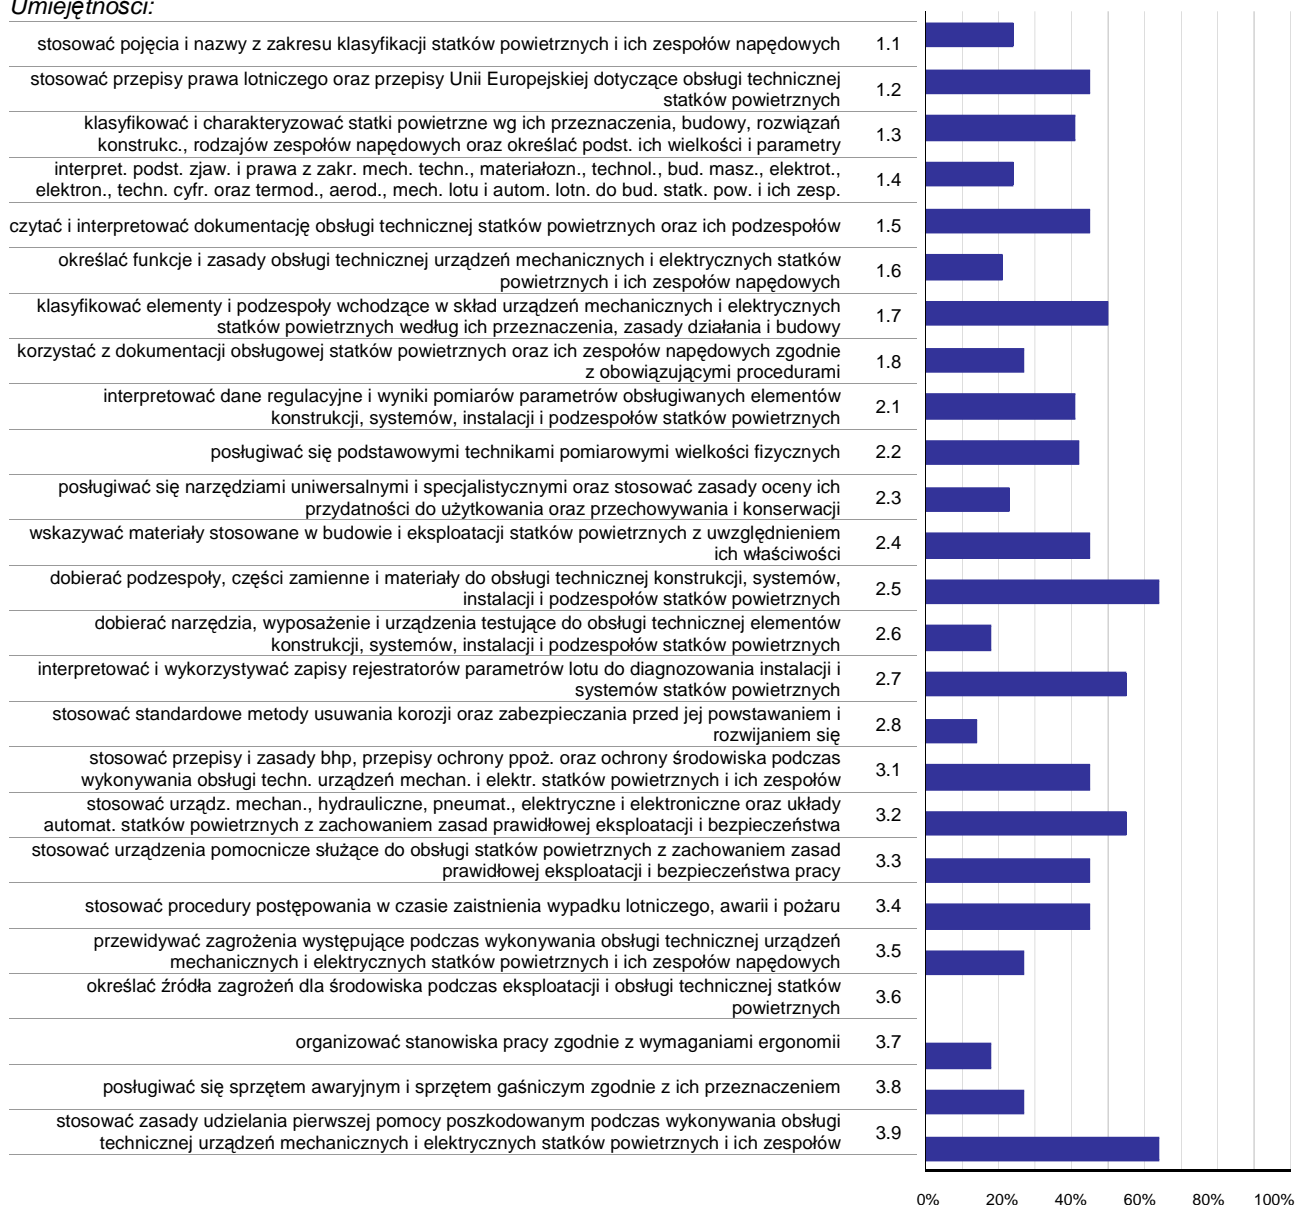 Umiejętności:
stosować pojęcia i nazwy z zakresu klasyfikacji statków powietrznych i ich zespołów napędowych 1.1
stosować przepisy prawa lotniczego oraz przepisy Unii Europejskiej dotyczące obsługi technicznej
statków powietrznych 1.2
klasyfikować i charakteryzować statki powietrzne wg ich przeznaczenia, budowy, rozwiązań
konstrukc., rodzajów zespołów napędowych oraz określać podst. ich wielkości i parametry 1.3
interpret. podst. zjaw. i prawa z zakr. mech. techn., materiałozn., technol., bud. masz., elektrot.,
elektron., techn. cyfr. oraz termod., aerod., mech. lotu i autom. lotn. do bud. statk. pow. i ich zesp. 1.4
czytać i interpretować dokumentację obsługi technicznej statków powietrznych oraz ich podzespołów 1.5
określać funkcje i zasady obsługi technicznej urządzeń mechanicznych i elektrycznych statków
powietrznych i ich zespołów napędowych 1.6
klasyfikować elementy i podzespoły wchodzące w skład urządzeń mechanicznych i elektrycznych
statków powietrznych według ich przeznaczenia, zasady działania i budowy 1.7
korzystać z dokumentacji obsługowej statków powietrznych oraz ich zespołów napędowych zgodnie
z obowiązującymi procedurami 1.8
interpretować dane regulacyjne i wyniki pomiarów parametrów obsługiwanych elementów
konstrukcji, systemów, instalacji i podzespołów statków powietrznych 2.1
posługiwać się podstawowymi technikami pomiarowymi wielkości fizycznych 2.2
posługiwać się narzędziami uniwersalnymi i specjalistycznymi oraz stosować zasady oceny ich
przydatności do użytkowania oraz przechowywania i konserwacji 2.3
wskazywać materiały stosowane w budowie i eksploatacji statków powietrznych z uwzględnieniem
ich właściwości 2.4
dobierać podzespoły, części zamienne i materiały do obsługi technicznej konstrukcji, systemów,
instalacji i podzespołów statków powietrznych 2.5
dobierać narzędzia, wyposażenie i urządzenia testujące do obsługi technicznej elementów
konstrukcji, systemów, instalacji i podzespołów statków powietrznych 2.6
interpretować i wykorzystywać zapisy rejestratorów parametrów lotu do diagnozowania instalacji i
systemów statków powietrznych 2.7
stosować standardowe metody usuwania korozji oraz zabezpieczania przed jej powstawaniem i
rozwijaniem się 2.8
stosować przepisy i zasady bhp, przepisy ochrony ppoż. oraz ochrony środowiska podczas
wykonywania obsługi techn. urządzeń mechan. i elektr. statków powietrznych i ich zespołów 3.1
stosować urządz. mechan., hydrauliczne, pneumat., elektryczne i elektroniczne oraz układy
automat. statków powietrznych z zachowaniem zasad prawidłowej eksploatacji i bezpieczeństwa 3.2
stosować urządzenia pomocnicze służące do obsługi statków powietrznych z zachowaniem zasad
prawidłowej eksploatacji i bezpieczeństwa pracy 3.3
stosować procedury postępowania w czasie zaistnienia wypadku lotniczego, awarii i pożaru 3.4
przewidywać zagrożenia występujące podczas wykonywania obsługi technicznej urządzeń
mechanicznych i elektrycznych statków powietrznych i ich zespołów napędowych 3.5
określać źródła zagrożeń dla środowiska podczas eksploatacji i obsługi technicznej statków
powietrznych 3.6
organizować stanowiska pracy zgodnie z wymaganiami ergonomii 3.7
posługiwać się sprzętem awaryjnym i sprzętem gaśniczym zgodnie z ich przeznaczeniem 3.8
stosować zasady udzielania pierwszej pomocy poszkodowanym podczas wykonywania obsługi
technicznej urządzeń mechanicznych i elektrycznych statków powietrznych i ich zespołów 3.9
0% 20% 40% 60% 80% 100%